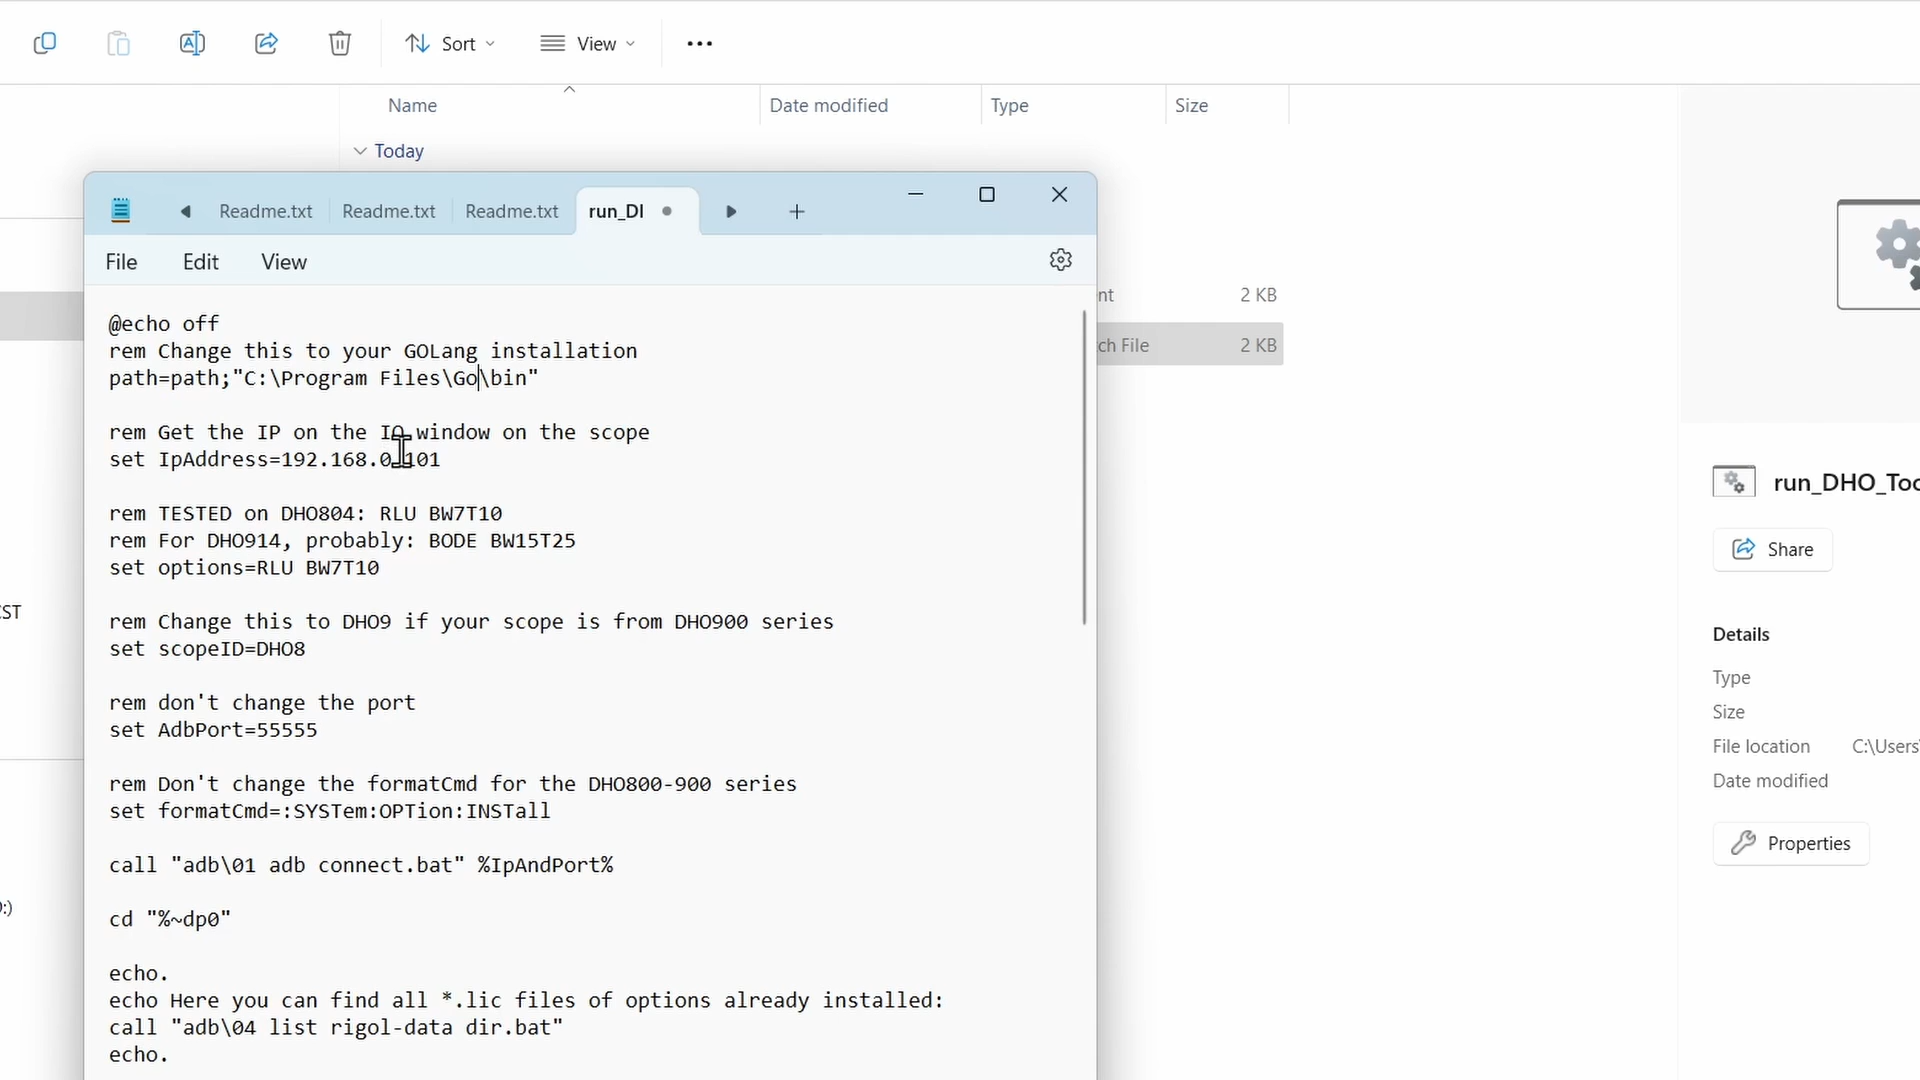 Sort
View
Name
Date modified
Type
Size
Today
Readme.txt
Readme.txt
Readme.txt
run_DI
File
Edit
View
@echo off
rem Change this to your GOLang installation
path=path;"C:\Program Files\Go\bin"
rem Get the IP on the IO window on the scope
set IpAddress=192.168.0.101
rem TESTED on DHO804: RLU BW7T10
rem For DHO914, probably: BODE BW15T25
set options=RLU BW7T10
rem Change this to DHO9 if your scope is from DHO900 series
set scopeID=DHO8
rem don't change the port
set AdbPort=55555
rem Don't change the formatCmd for the DHO800-900 series
set formatCmd=:SYSTem:OPTion:INSTall
call "adb\01 adb connect.bat" %IpAndPort%
cd "%~dp0"
echo.
echo Here you can find all *.lic files of options already installed:
call "adb\04 list rigol-data dir.bat"
echo.
nt
2 KB
ch File
2 KB
ST
:)
run_DHO_Too
Share
Details
Type
Size
File location C:\Users\
Date modified
Properties